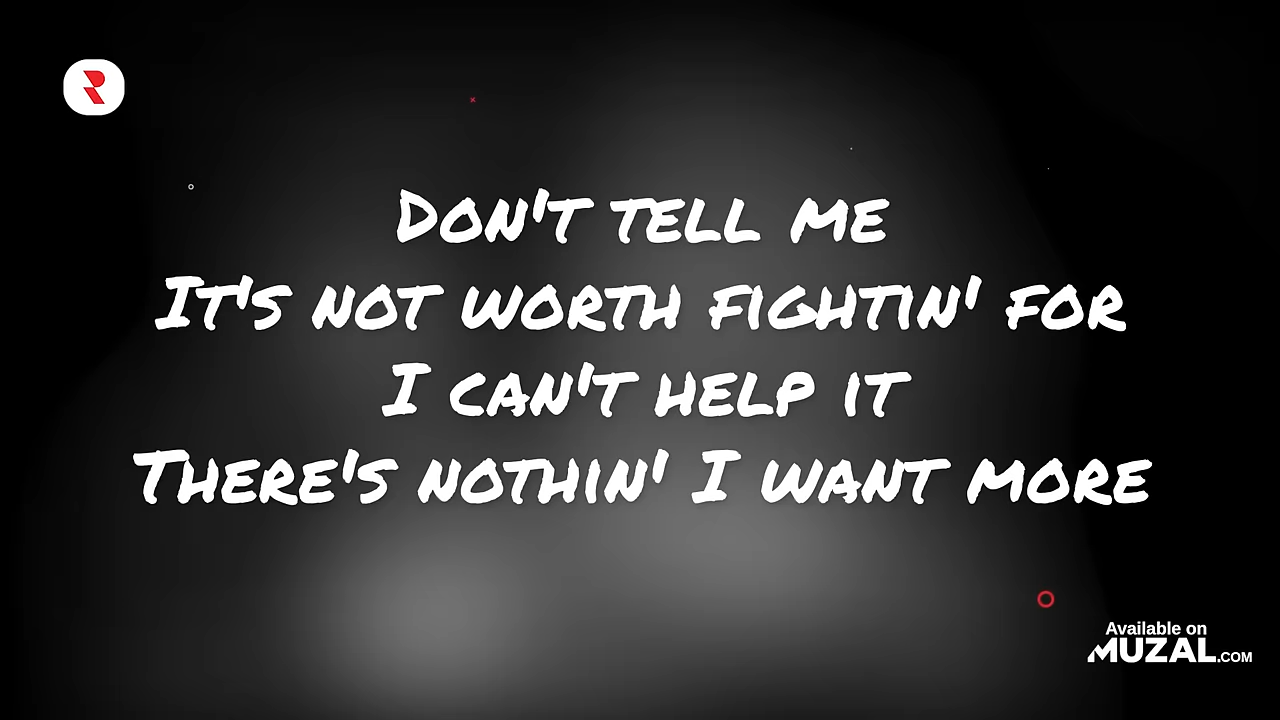 Don't tell me
It's not worth fightin' for
I can't help it
There's nothin' I want more
Available on
MUZAL.COM